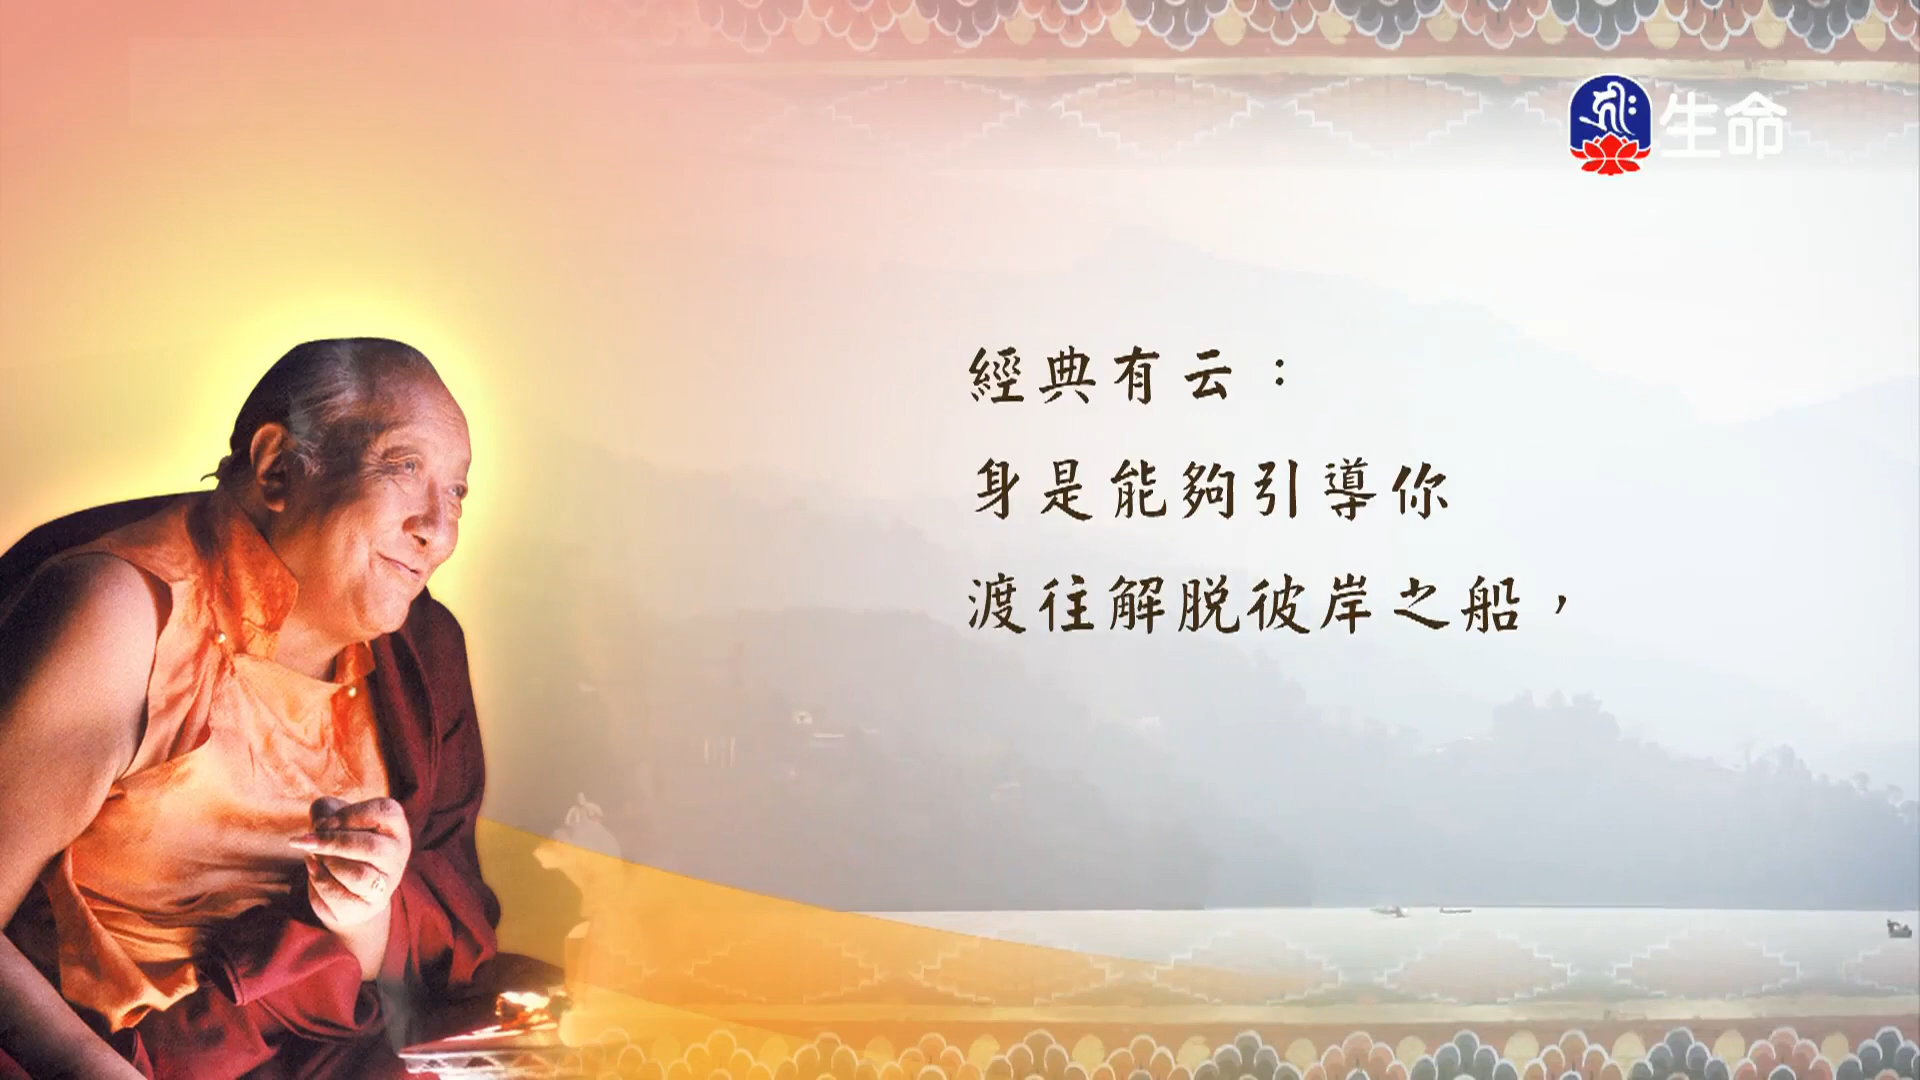 生命
經典有云：
身是能夠引導你
渡往解脫彼岸之船，